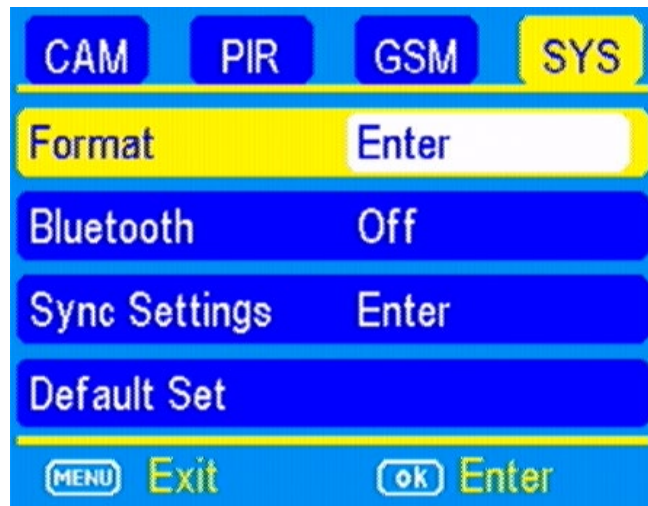 CAM PIR GSM SYS
Format Enter
Bluetooth Off
Sync Settings Enter
Default Set
MENU Exit OK Enter